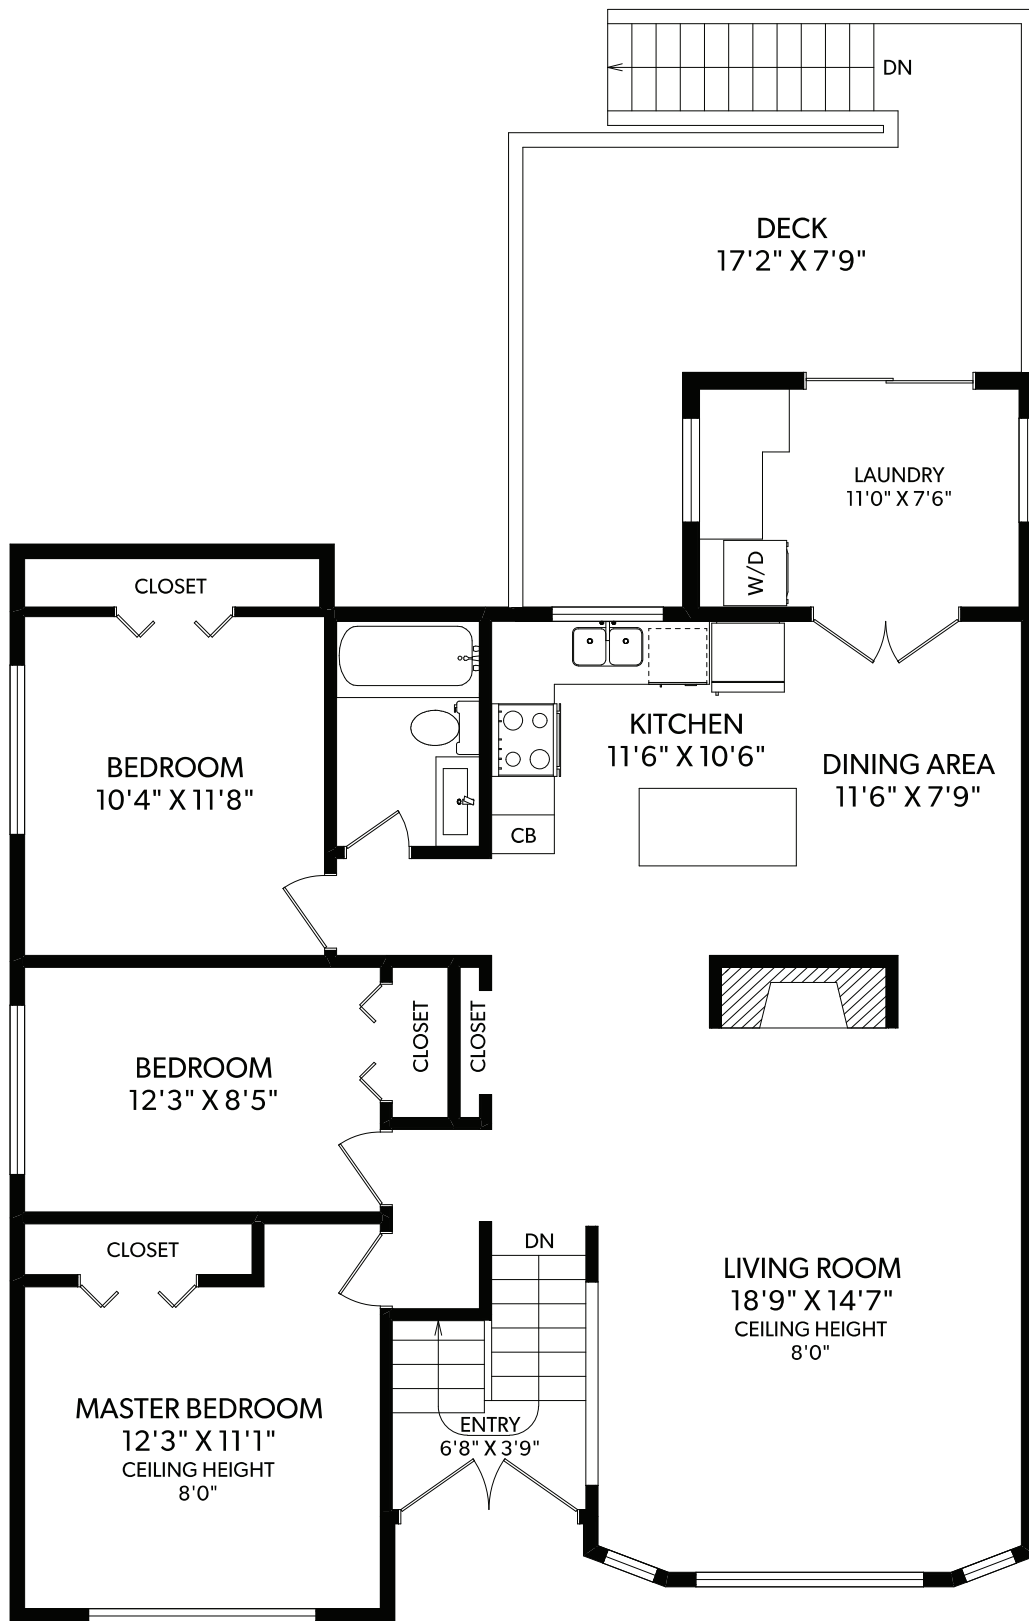 DN
DECK
17'2" X 7'9"
LAUNDRY
11'0" X 7'6"
W/D
CLOSET
KITCHEN
11'6" X 10'6"
DINING AREA
11'6" X 7'9"
BEDROOM
10'4" X 11'8"
CB
CLOSET
CLOSET
BEDROOM
12'3" X 8'5"
CLOSET
DN
LIVING ROOM
18'9" X 14'7"
CEILING HEIGHT
8'0"
MASTER BEDROOM
12'3" X 11'1"
CEILING HEIGHT
8'0"
ENTRY
6'8" X 3'9"